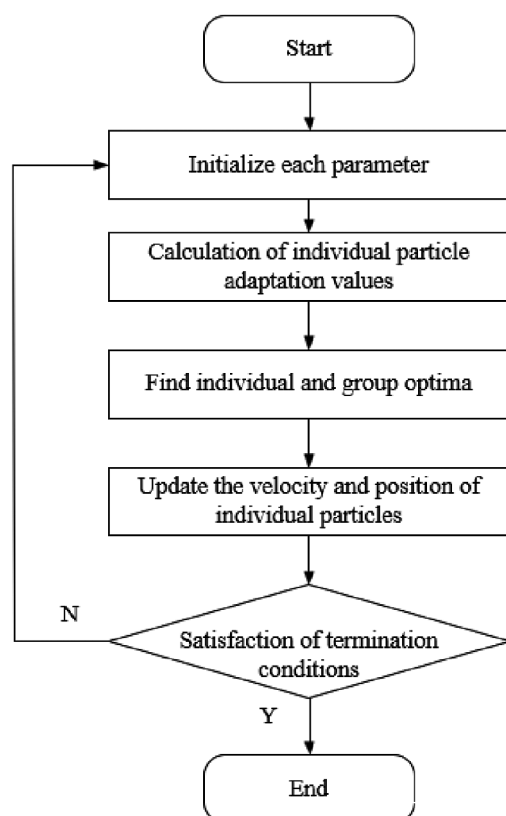 Start
Initialize each parameter
Calculation of individual particle
adaptation values
Find individual and group optima
Update the velocity and position of
individual particles
N
Satisfaction of termination
conditions
Y
End